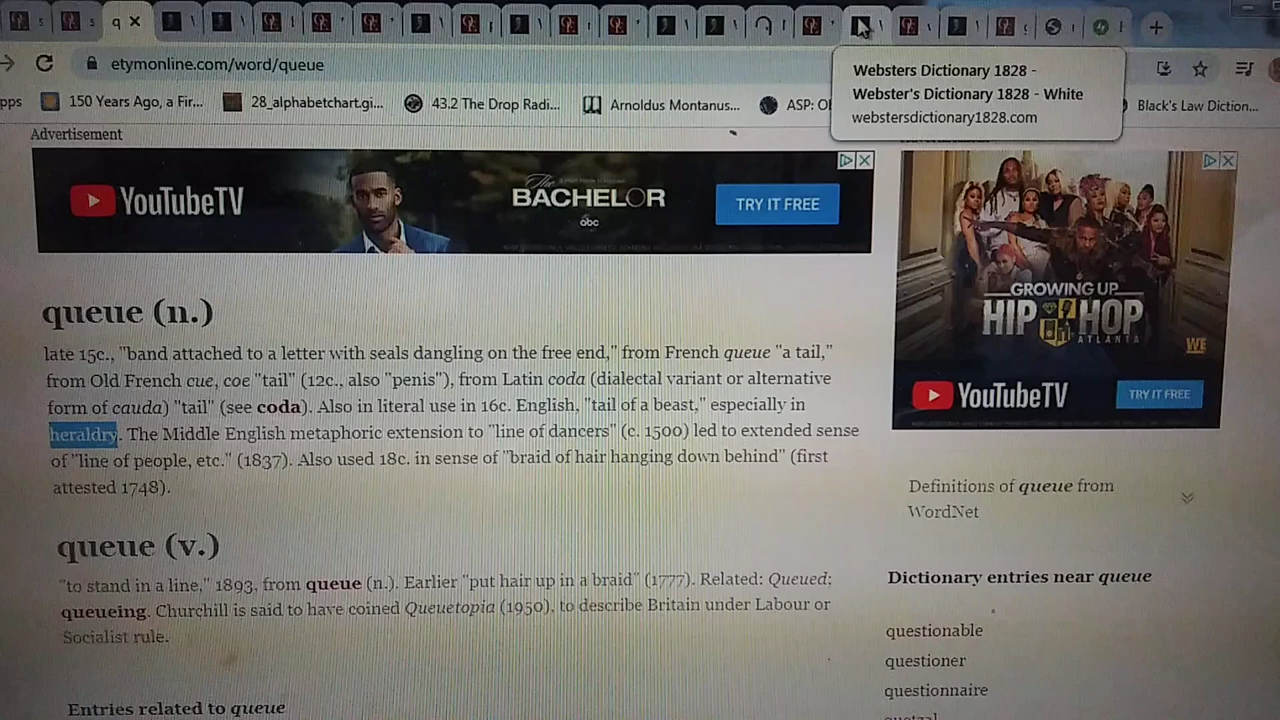 q ×
etymonline.com/word/queue
Websters Dictionary 1828 -
Webster's Dictionary 1828 - White
webstersdictionary1828.com
pps
150 Years Ago, a Fir...
28_alphabetchart.gi...
43.2 The Drop Radi...
Arnoldus Montanus...
ASP: Ol
Black's Law Diction...
Advertisement
YouTubeTV
The
BACHELOR
abc
TRY IT FREE
GROWING UP
HIP HOP
ATLANTA
WE
YouTubeTV
TRY IT FREE
queue (n.)
late 15c., "band attached to a letter with seals dangling on the free end," from French queue "a tail,"
from Old French cue, coe "tail" (12c., also "penis"), from Latin coda (dialectal variant or alternative
form of cauda) "tail" (see coda). Also in literal use in 16c. English, "tail of a beast," especially in
heraldry. The Middle English metaphoric extension to "line of dancers" (c. 1500) led to extended sense
of "line of people, etc." (1837). Also used 18c. in sense of "braid of hair hanging down behind" (first
attested 1748).
queue (v.)
"to stand in a line," 1893, from queue (n.). Earlier "put hair up in a braid" (1777). Related: Queued;
queueing. Churchill is said to have coined Queuetopia (1950), to describe Britain under Labour or
Socialist rule.
Entries related to queue
Definitions of queue from
WordNet
Dictionary entries near queue
questionable
questioner
questionnaire
quetzal